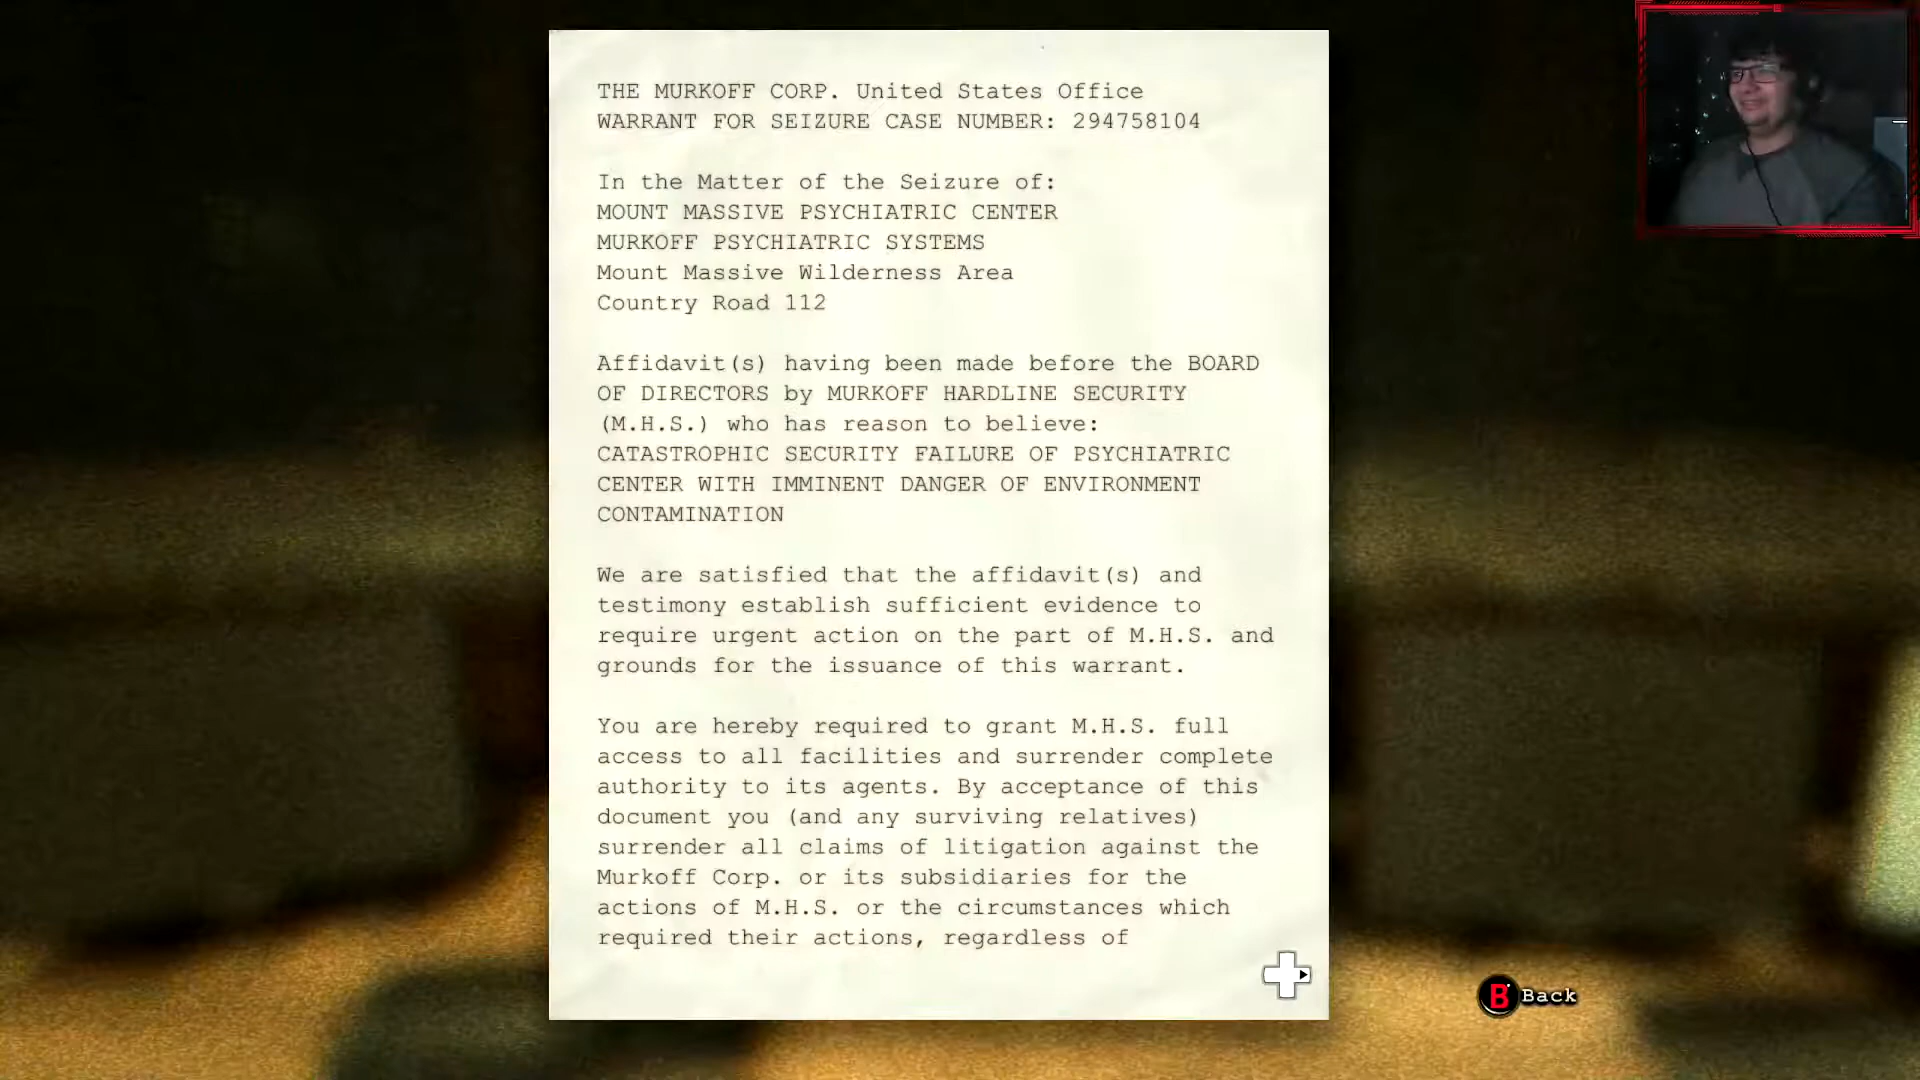 THE MURKOFF CORP. United States Office
WARRANT FOR SEIZURE CASE NUMBER: 294758104
In the Matter of the Seizure of:
MOUNT MASSIVE PSYCHIATRIC CENTER
MURKOFF PSYCHIATRIC SYSTEMS
Mount Massive Wilderness Area
Country Road 112
Affidavit(s) having been made before the BOARD
OF DIRECTORS by MURKOFF HARDLINE SECURITY
(M.H.S.) who has reason to believe:
CATASTROPHIC SECURITY FAILURE OF PSYCHIATRIC
CENTER WITH IMMINENT DANGER OF ENVIRONMENT
CONTAMINATION
We are satisfied that the affidavit(s) and
testimony establish sufficient evidence to
require urgent action on the part of M.H.S. and
grounds for the issuance of this warrant.
You are hereby required to grant M.H.S. full
access to all facilities and surrender complete
authority to its agents. By acceptance of this
document you (and any surviving relatives)
surrender all claims of litigation against the
Murkoff Corp. or its subsidiaries for the
actions of M.H.S. or the circumstances which
required their actions, regardless of
B Back